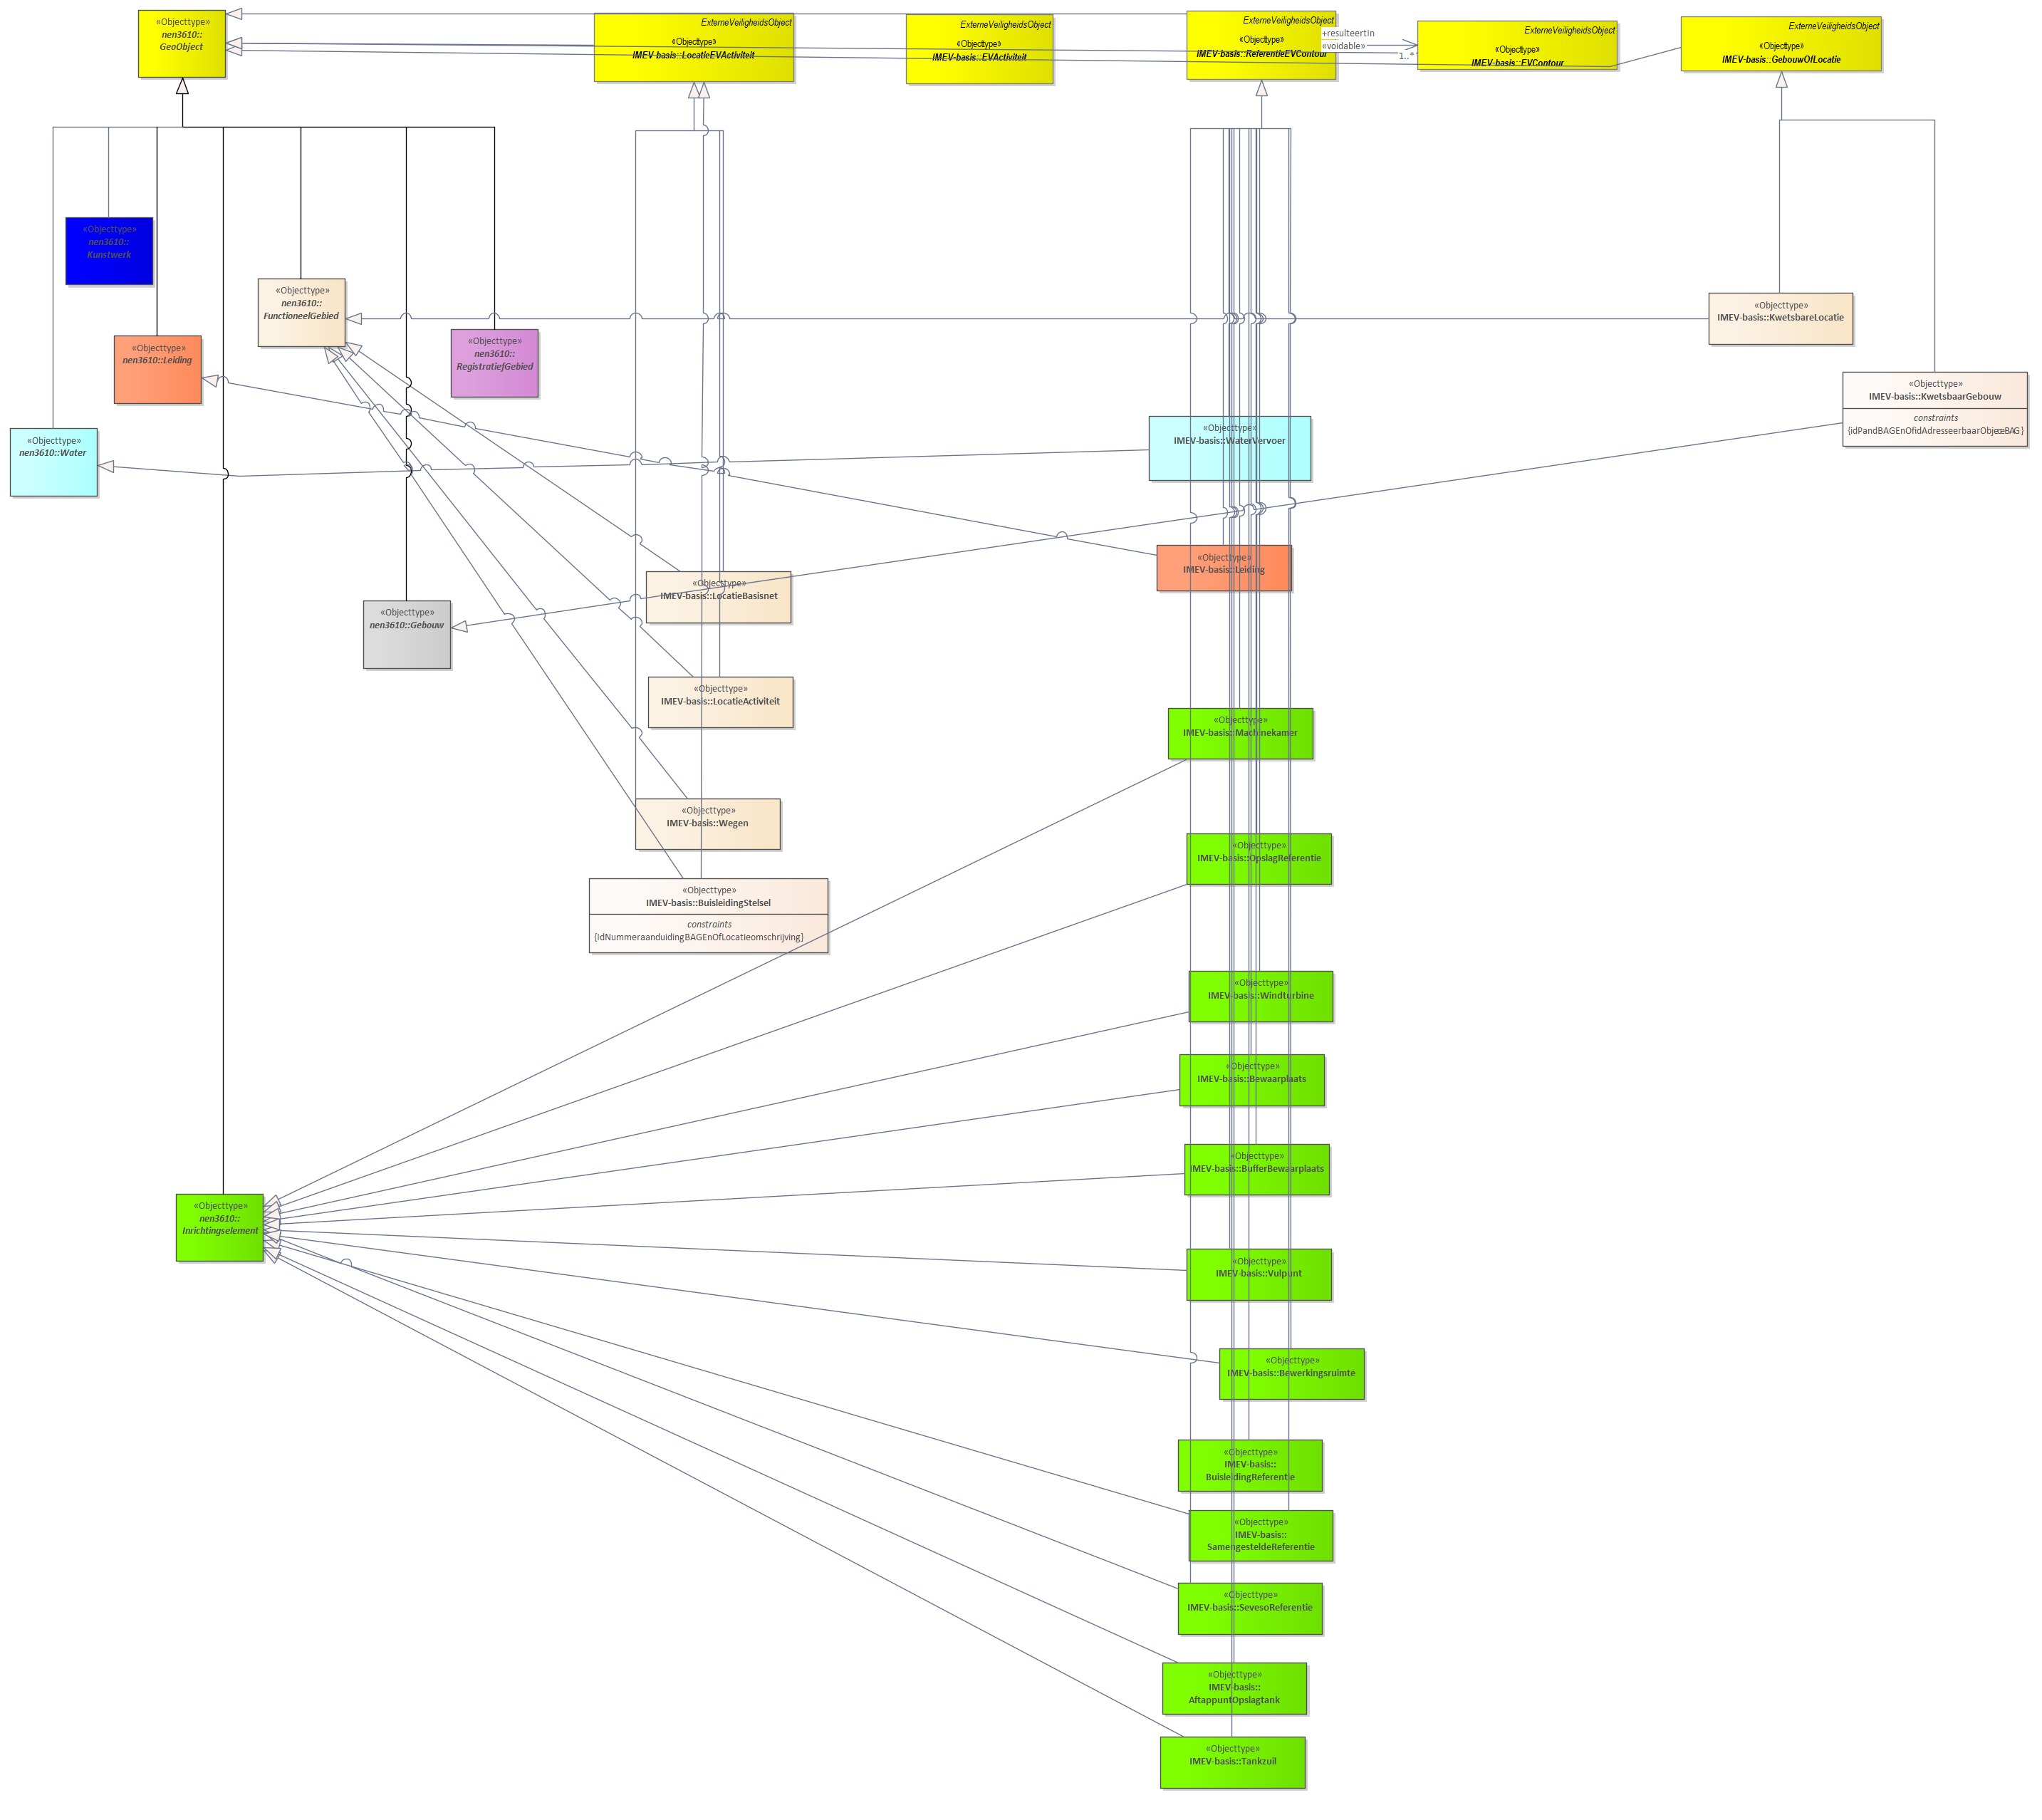 «Objecttype»
nen3610::
GeoObject
ExterneVeiligheidsObject
«Objecttype»
IMEV-basis::LocatieEVActiviteit
ExterneVeiligheidsObject
«Objecttype»
IMEV-basis::EVActiviteit
ExterneVeiligheidsObject
«Objecttype»
IMEV-basis::ReferentieEVContour
+resulteertIn
«voidable»
1..*
ExterneVeiligheidsObject
«Objecttype»
IMEV-basis::EVContour
ExterneVeiligheidsObject
«Objecttype»
IMEV-basis::GebouwOfLocatie
«Objecttype»
nen3610::
Kunstwerk
«Objecttype»
nen3610::
FunctioneelGebied
«Objecttype»
IMEV-basis::KwetsbareLocatie
«Objecttype»
nen3610::Leiding
«Objecttype»
nen3610::
RegistratiefGebied
«Objecttype»
IMEV-basis::KwetsbaarGebouw
constraints
{idPandBAGEnOfidAdresseerbaarObjectBAG}
«Objecttype»
nen3610::Water
«Objecttype»
IMEV-basis::WaterVervoer
«Objecttype»
IMEV-basis::Leiding
«Objecttype»
IMEV-basis::LocatieBasisnet
«Objecttype»
nen3610::Gebouw
«Objecttype»
IMEV-basis::LocatieActiviteit
«Objecttype»
IMEV-basis::Machinekamer
«Objecttype»
IMEV-basis::Wegen
«Objecttype»
IMEV-basis::OpslagReferentie
«Objecttype»
IMEV-basis::BuisleidingStelsel
constraints
{idNummeraanduidingBAGEnOfLocatieomschrijving}
«Objecttype»
IMEV-basis::Windturbine
«Objecttype»
IMEV-basis::Bewaarplaats
«Objecttype»
IMEV-basis::BufferBewaarplaats
«Objecttype»
nen3610::
Inrichtingselement
«Objecttype»
IMEV-basis::Vulpunt
«Objecttype»
IMEV-basis::Bewerkingsruimte
«Objecttype»
IMEV-basis::
BuisleidingReferentie
«Objecttype»
IMEV-basis::
SamengesteldeReferentie
«Objecttype»
IMEV-basis::SevesoReferentie
«Objecttype»
IMEV-basis::
AftappuntOpslagtank
«Objecttype»
IMEV-basis::Tankzuil